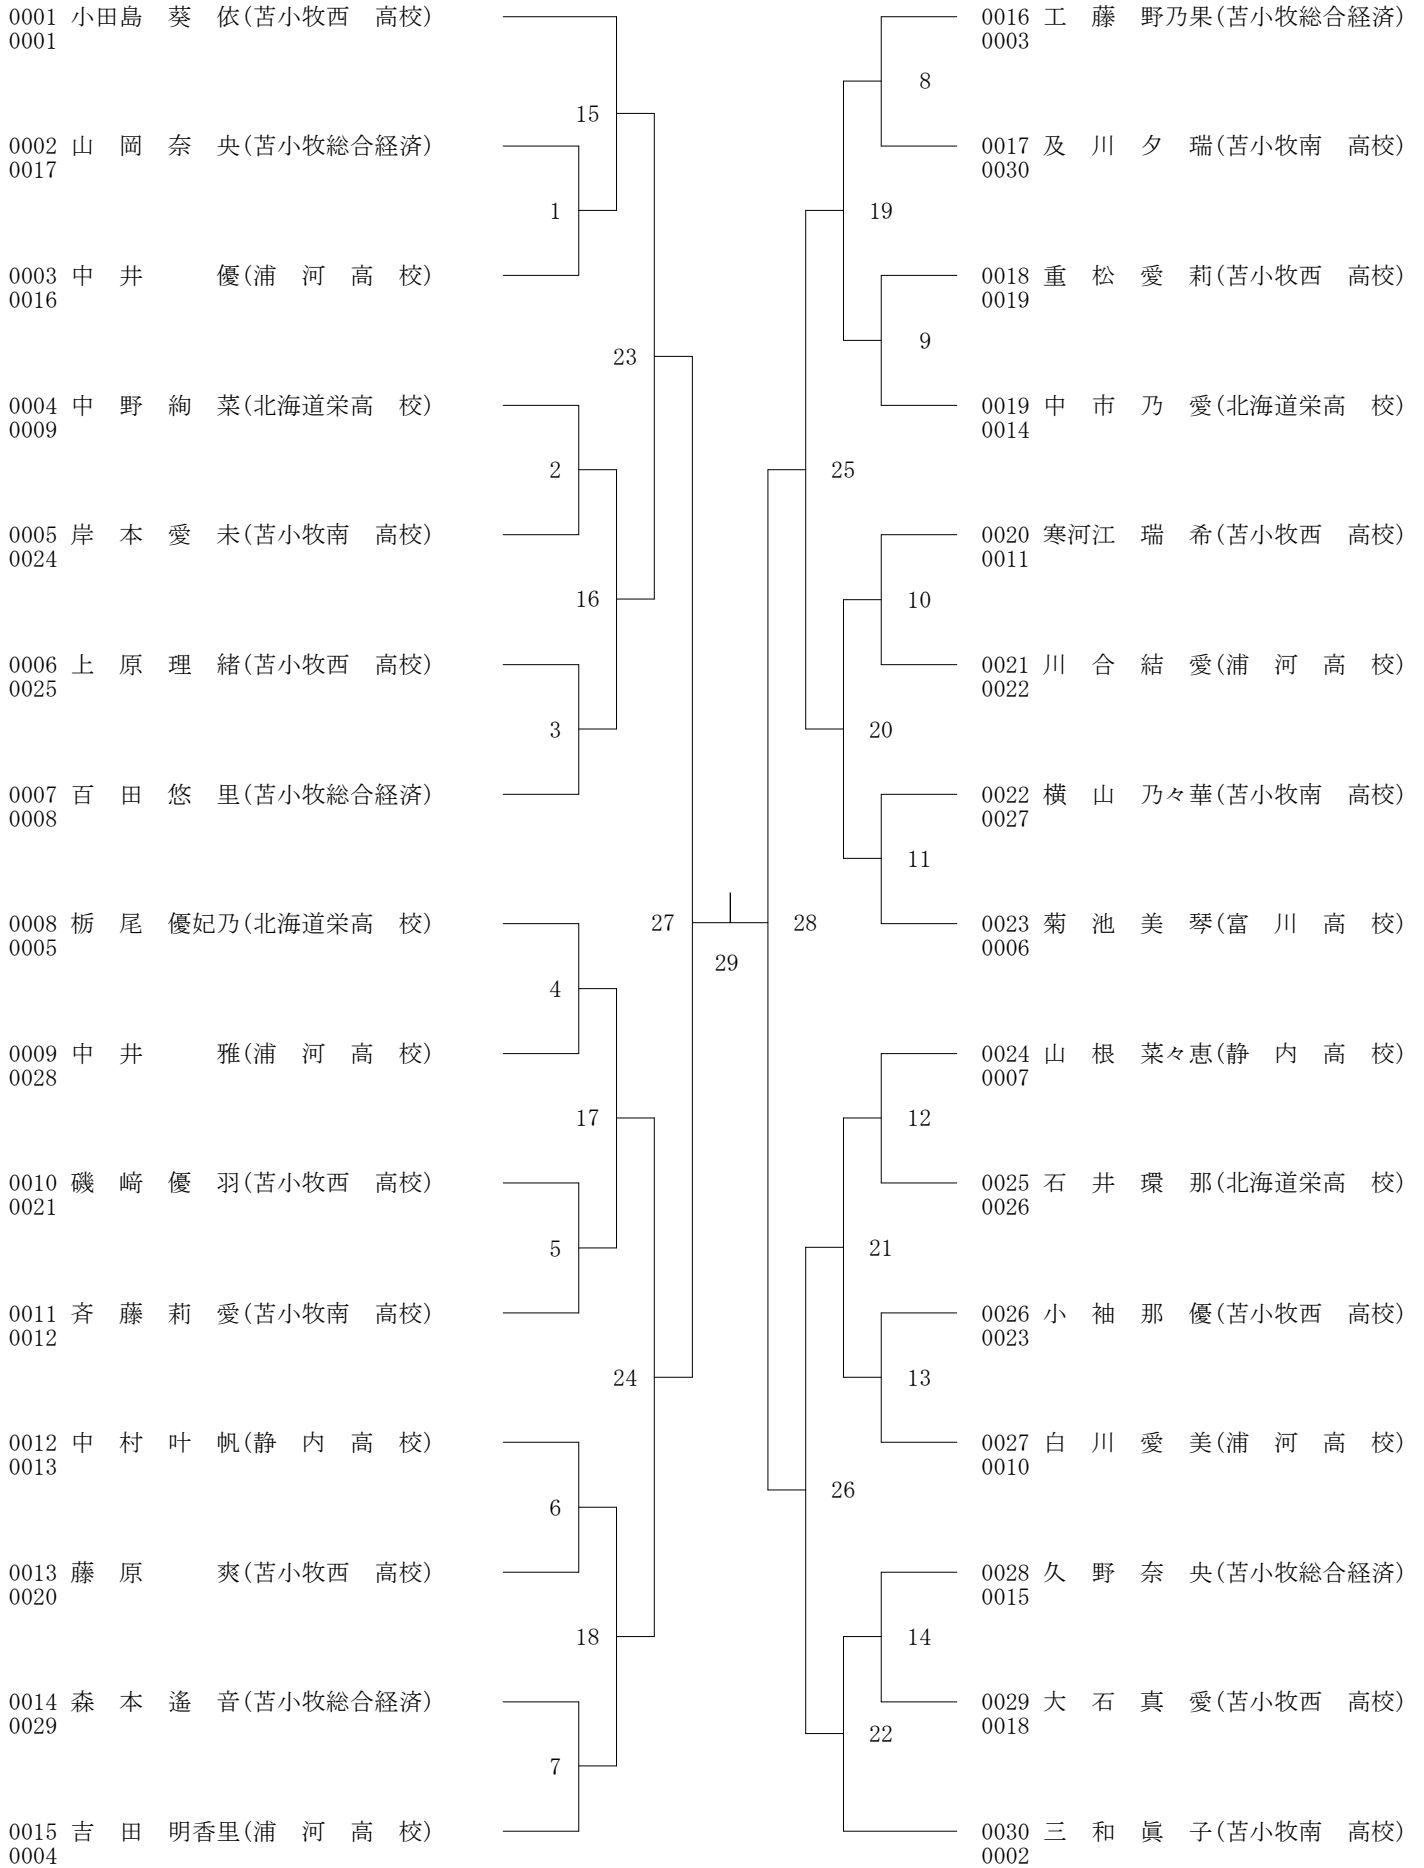 0001 小田島　葵　依(苫小牧西　高校)
0001
15
0002 山　岡　奈　央(苫小牧総合経済)
0017
1
0003 中　井　　　優(浦　河　高　校)
0016
23
0004 中　野　絢　菜(北海道栄高　校)
0009
2
0005 岸　本　愛　未(苫小牧南　高校)
0024
16
0006 上　原　理　緒(苫小牧西　高校)
0025
3
0007 百　田　悠　里(苫小牧総合経済)
0008
27
0008 栃　尾　優妃乃(北海道栄高　校)
0005
4
0009 中　井　　　雅(浦　河　高　校)
0028
17
0010 磯　﨑　優　羽(苫小牧西　高校)
0021
5
0011 斉　藤　莉　愛(苫小牧南　高校)
0012
24
0012 中　村　叶　帆(静　内　高　校)
0013
6
0013 藤　原　　　爽(苫小牧西　高校)
0020
18
0014 森　本　遙　音(苫小牧総合経済)
0029
7
0015 吉　田　明香里(浦　河　高　校)
0004
29
0016 工　藤　野乃果(苫小牧総合経済)
0003
8
0017 及　川　夕　瑞(苫小牧南　高校)
0030
19
0018 重　松　愛　莉(苫小牧西　高校)
0019
9
0019 中　市　乃　愛(北海道栄高　校)
0014
25
0020 寒河江　瑞　希(苫小牧西　高校)
0011
10
0021 川　合　結　愛(浦　河　高　校)
0022
20
0022 横　山　乃々華(苫小牧南　高校)
0027
11
0023 菊　池　美　琴(富　川　高　校)
0006
28
0024 山　根　菜々恵(静　内　高　校)
0007
12
0025 石　井　環　那(北海道栄高　校)
0026
21
0026 小　袖　那　優(苫小牧西　高校)
0023
13
0027 白　川　愛　美(浦　河　高　校)
0010
26
0028 久　野　奈　央(苫小牧総合経済)
0015
14
0029 大　石　真　愛(苫小牧西　高校)
0018
22
0030 三　和　眞　子(苫小牧南　高校)
0002